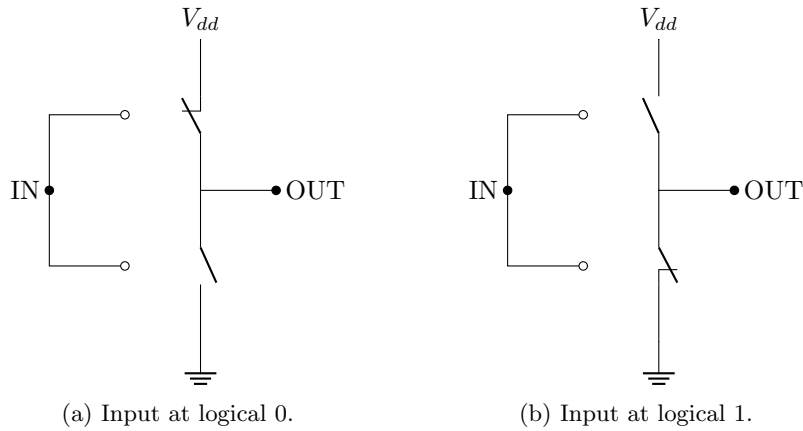 V_dd
IN
OUT
(a) Input at logical 0.
V_dd
IN
OUT
(b) Input at logical 1.